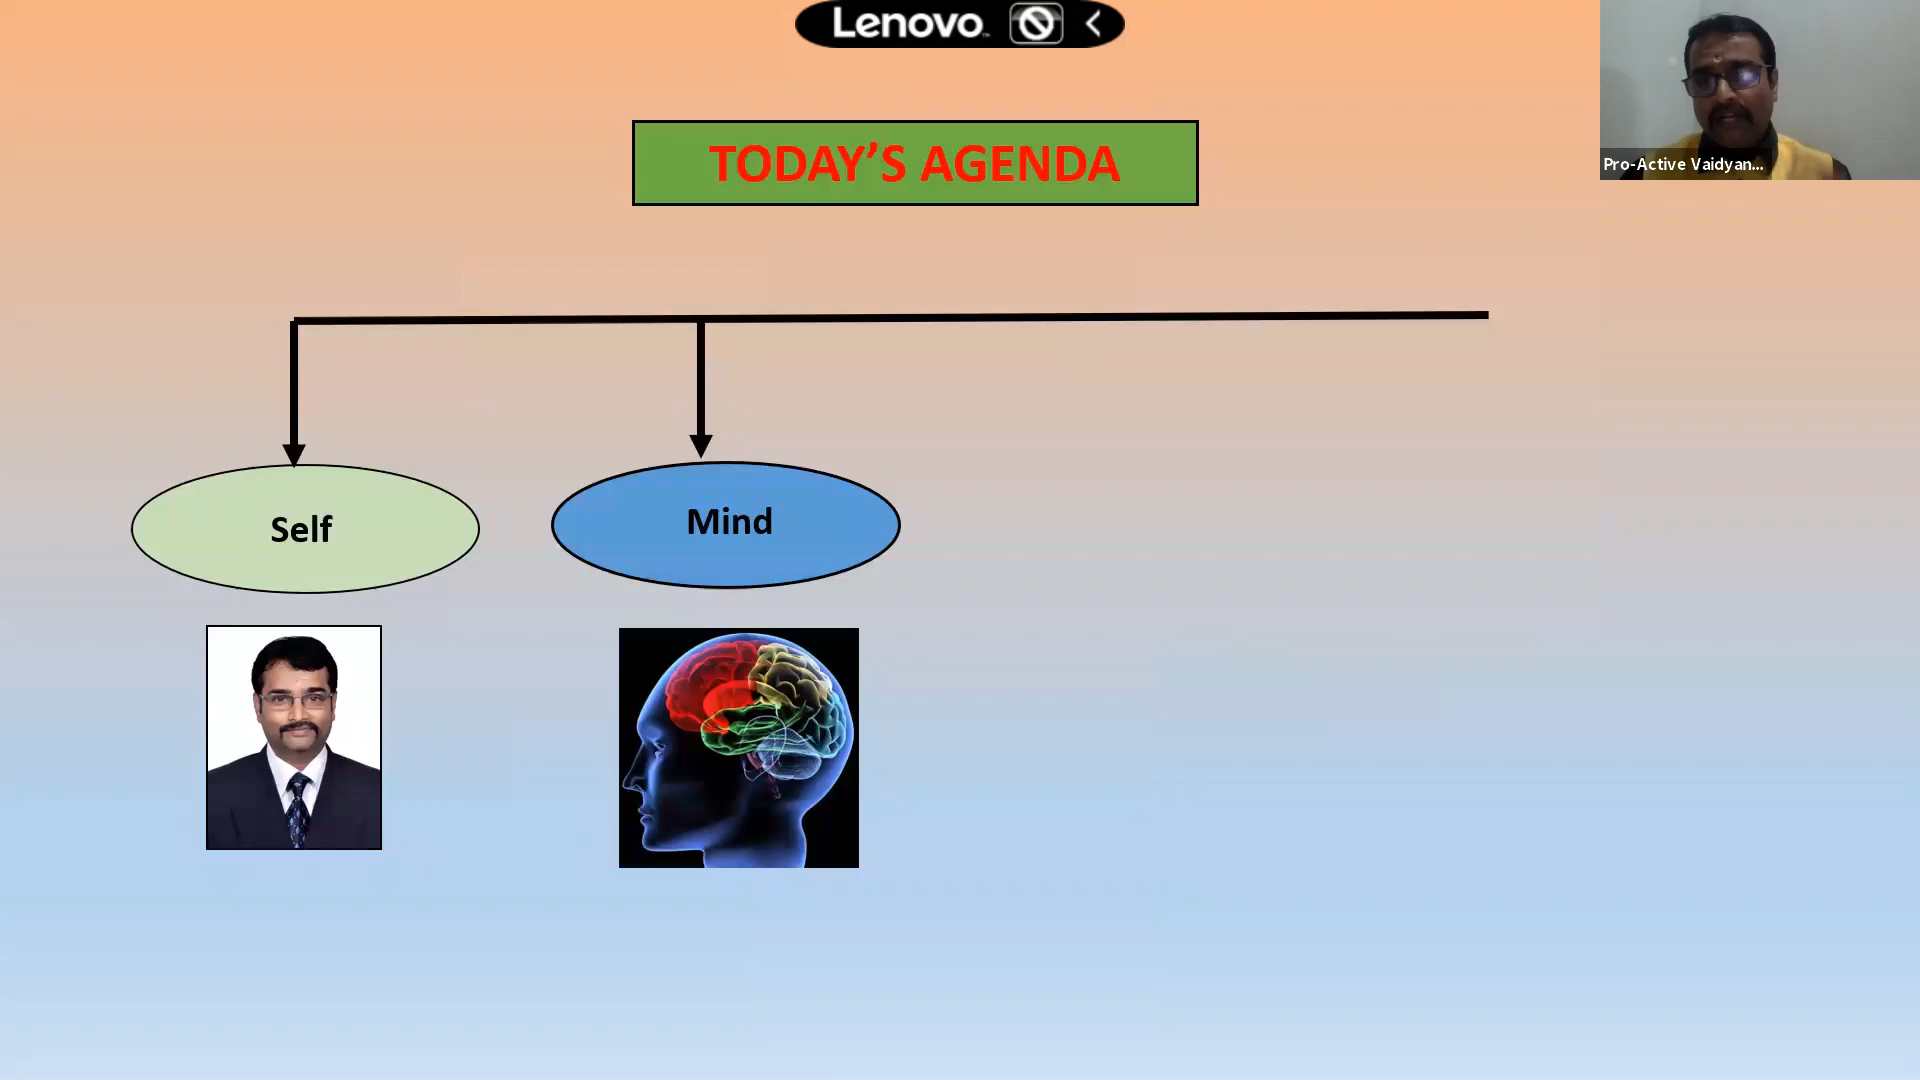 Lenovo
TODAY’S AGENDA
Pro-Active Vaidyan...
Self
Mind